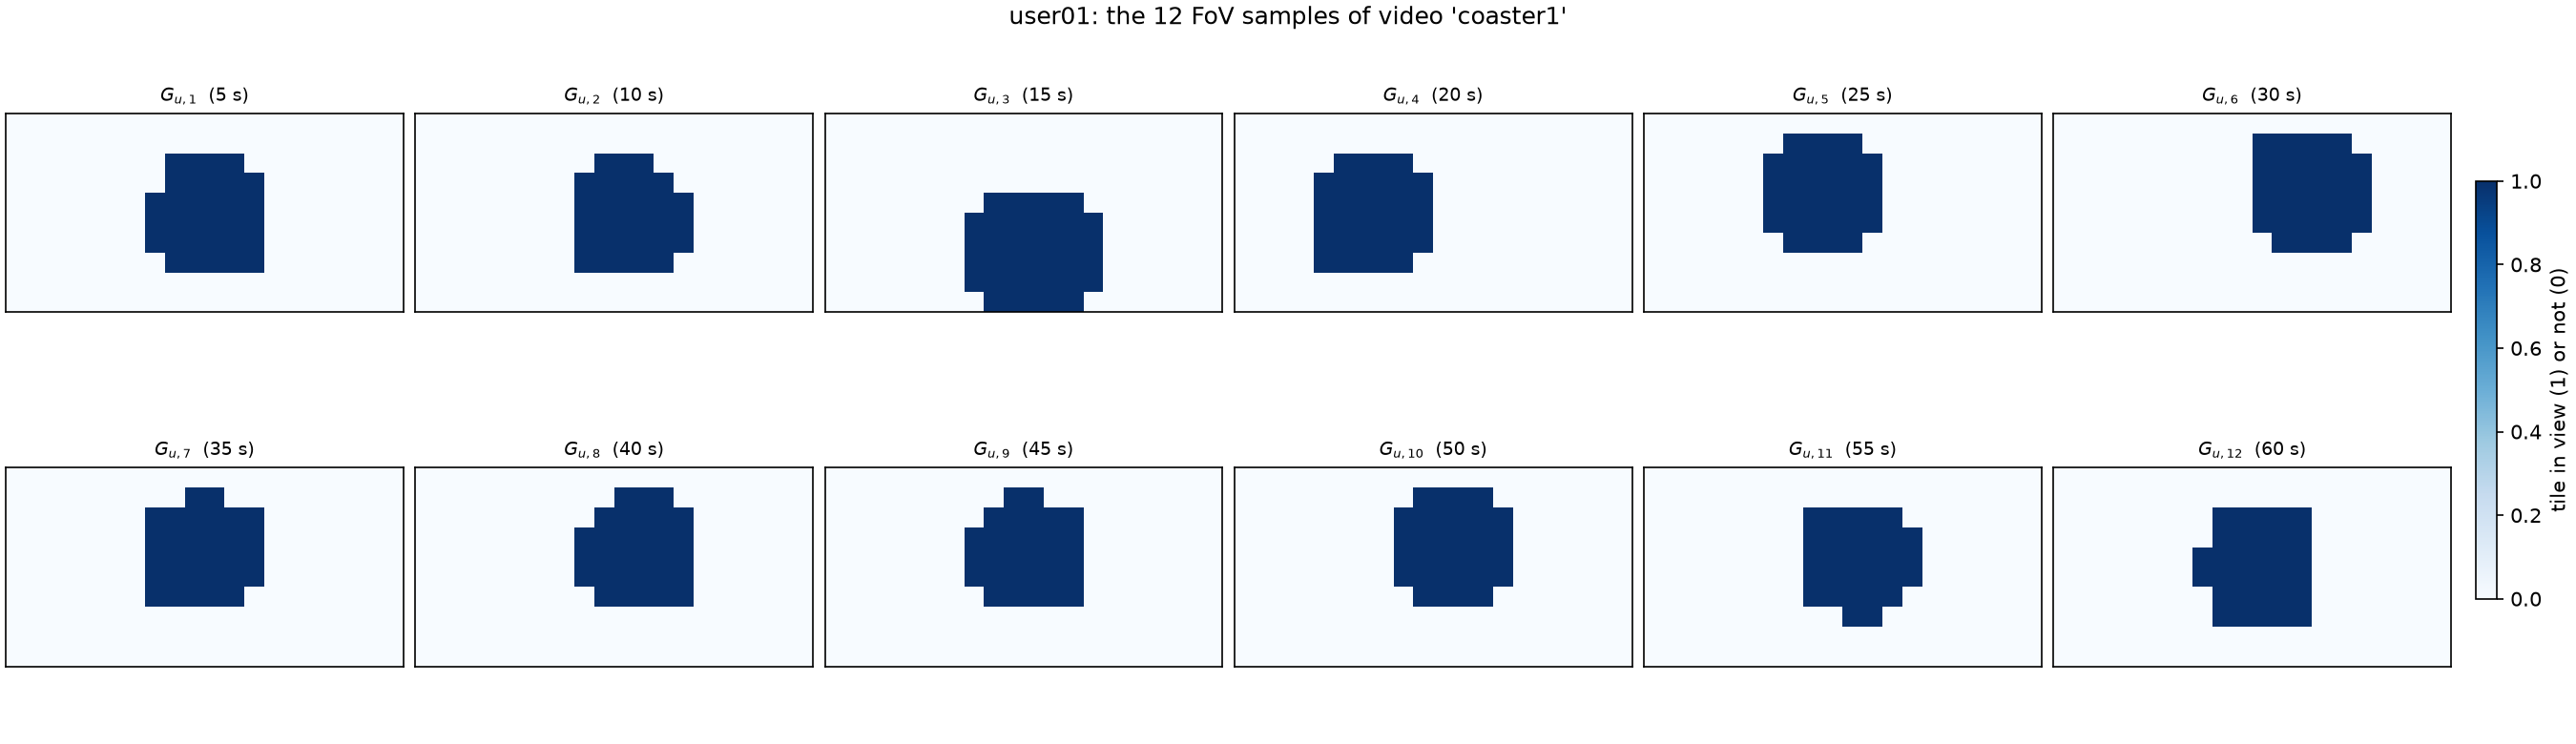 user01: the 12 FoV samples of video 'coaster1'
G_{u,1} (5 s)
G_{u,2} (10 s)
G_{u,3} (15 s)
G_{u,4} (20 s)
G_{u,5} (25 s)
G_{u,6} (30 s)
G_{u,7} (35 s)
G_{u,8} (40 s)
G_{u,9} (45 s)
G_{u,10} (50 s)
G_{u,11} (55 s)
G_{u,12} (60 s)
1.0
0.8
0.6
0.4
0.2
0.0
tile in view (1) or not (0)